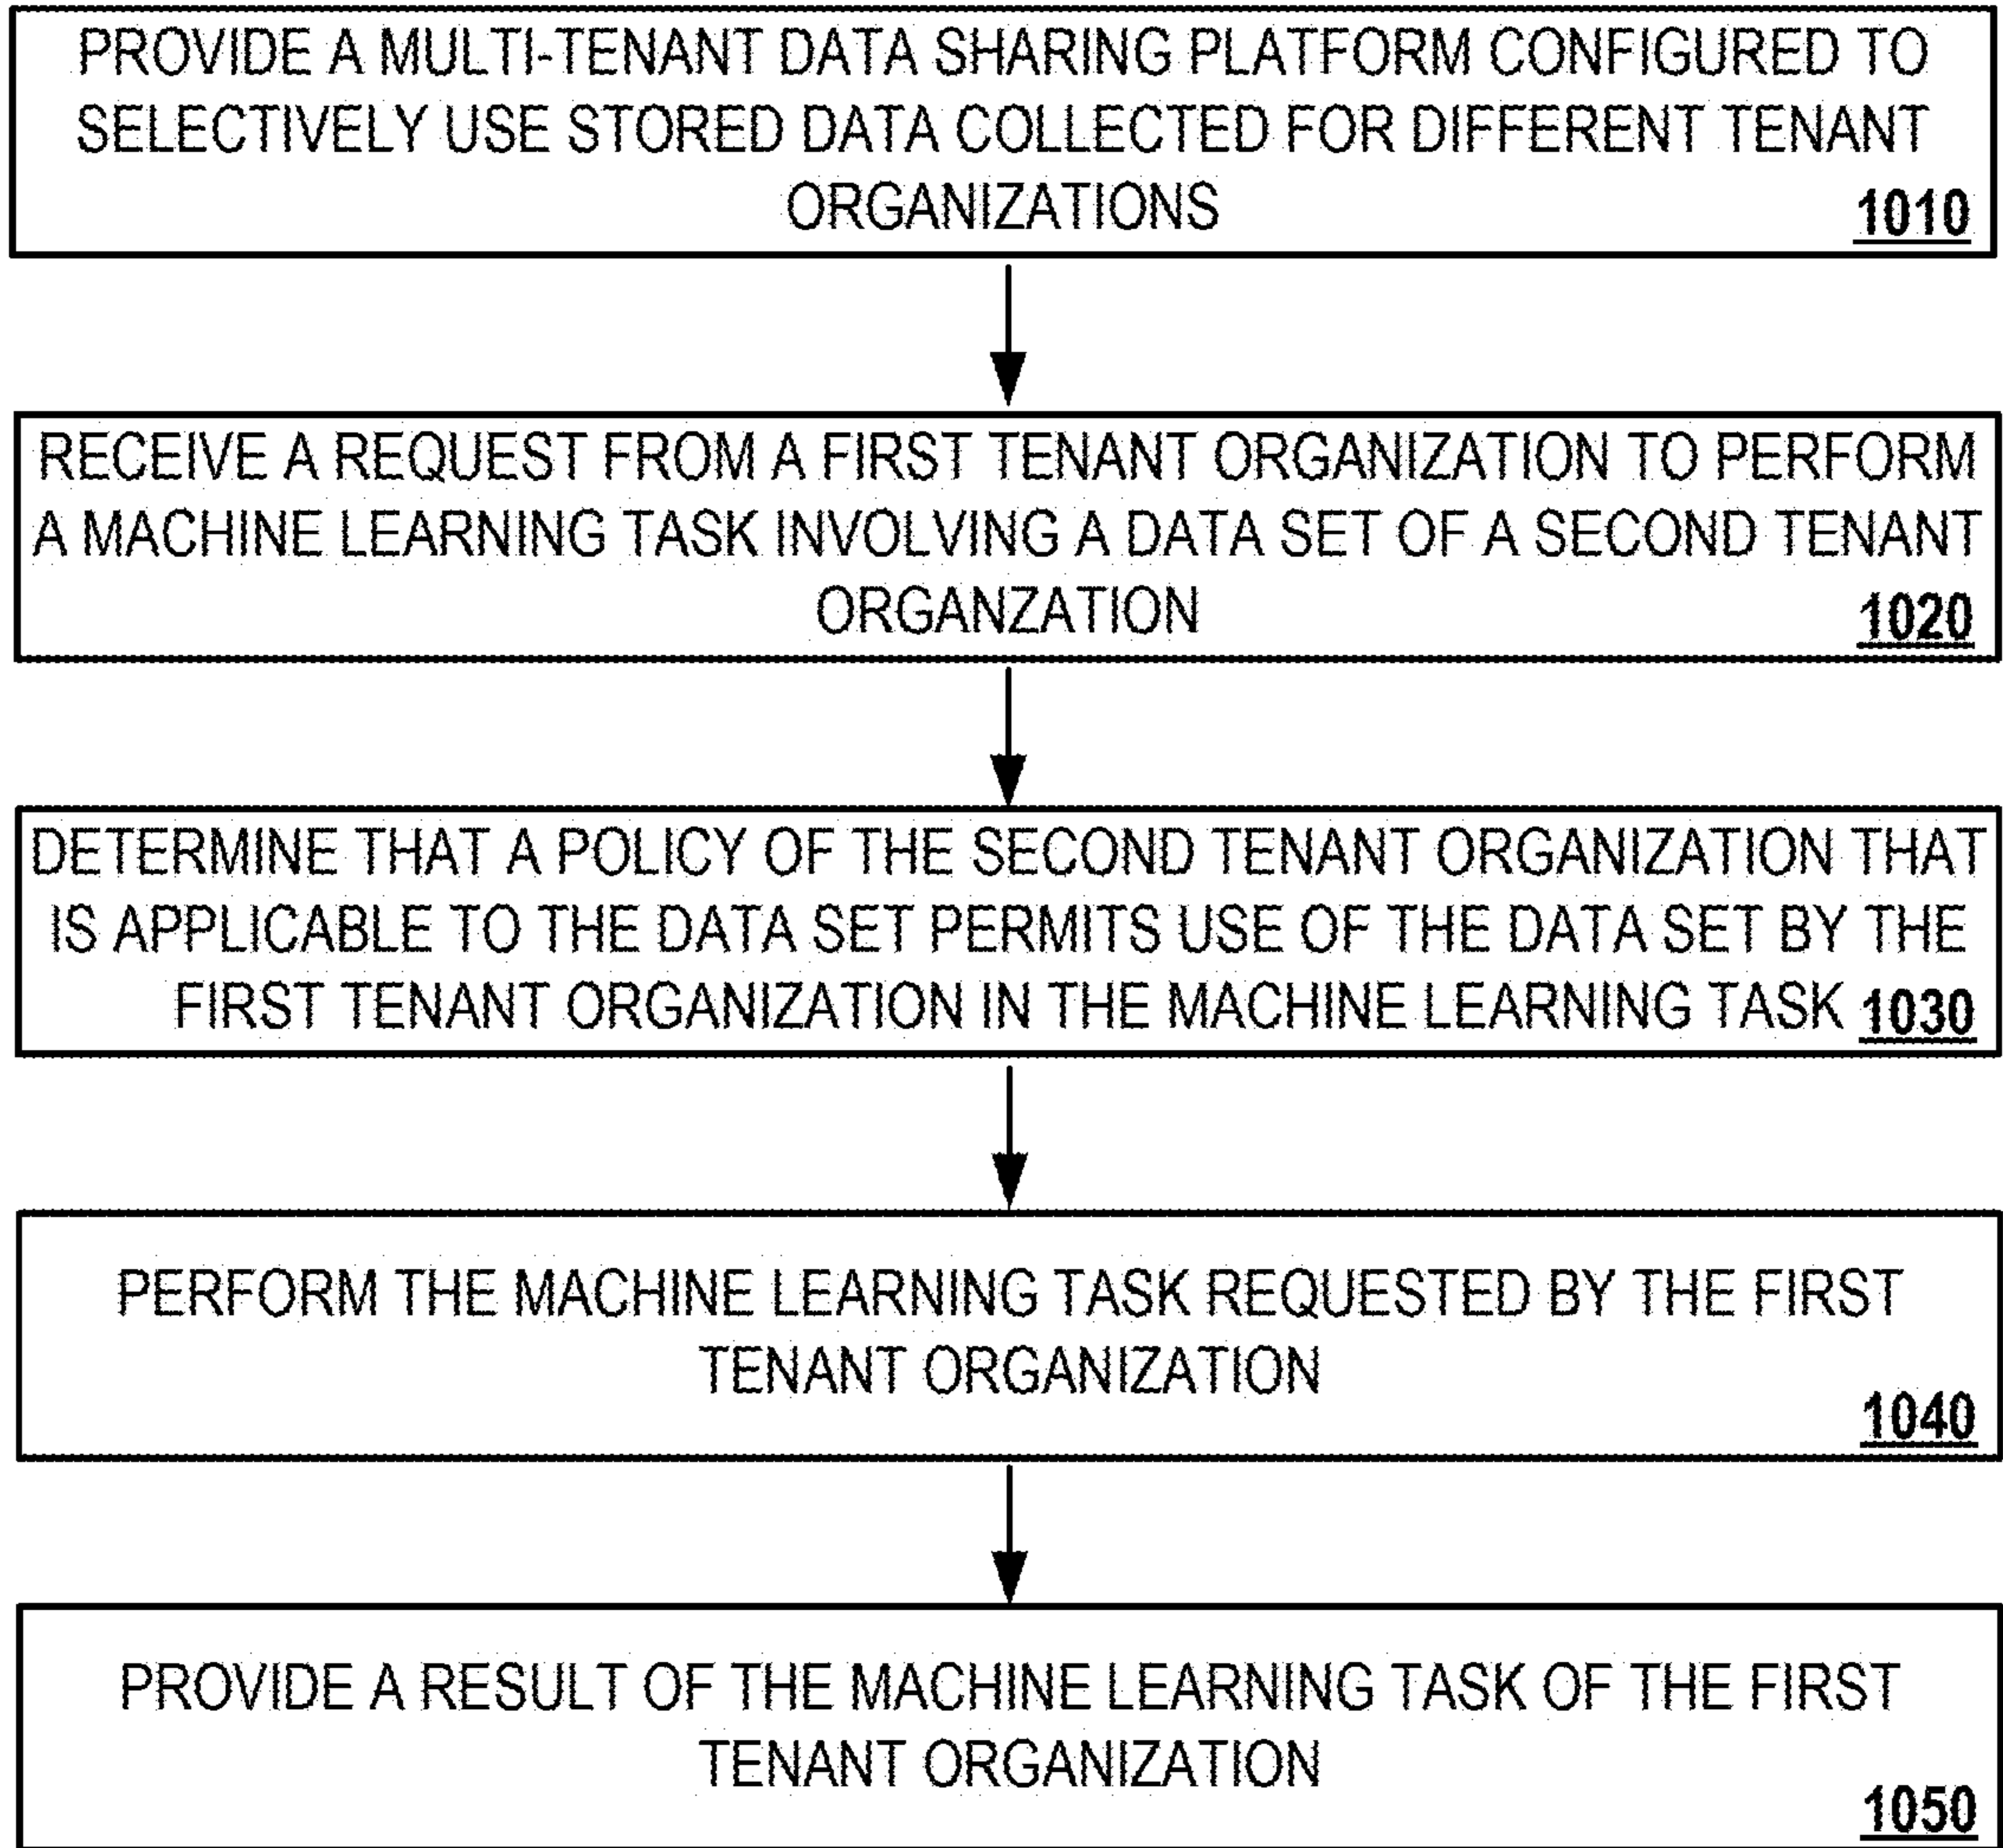 PROVIDE A MULTI-TENANT DATA SHARING PLATFORM CONFIGURED TO
SELECTIVELY USE STORED DATA COLLECTED FOR DIFFERENT TENANT
ORGANIZATIONS
1010
RECEIVE A REQUEST FROM A FIRST TENANT ORGANIZATION TO PERFORM
A MACHINE LEARNING TASK INVOLVING A DATA SET OF A SECOND TENANT
ORGANZATION
1020
DETERMINE THAT A POLICY OF THE SECOND TENANT ORGANIZATION THAT
IS APPLICABLE TO THE DATA SET PERMITS USE OF THE DATA SET BY THE
FIRST TENANT ORGANIZATION IN THE MACHINE LEARNING TASK 1030
PERFORM THE MACHINE LEARNING TASK REQUESTED BY THE FIRST
TENANT ORGANIZATION
1040
PROVIDE A RESULT OF THE MACHINE LEARNING TASK OF THE FIRST
TENANT ORGANIZATION
1050